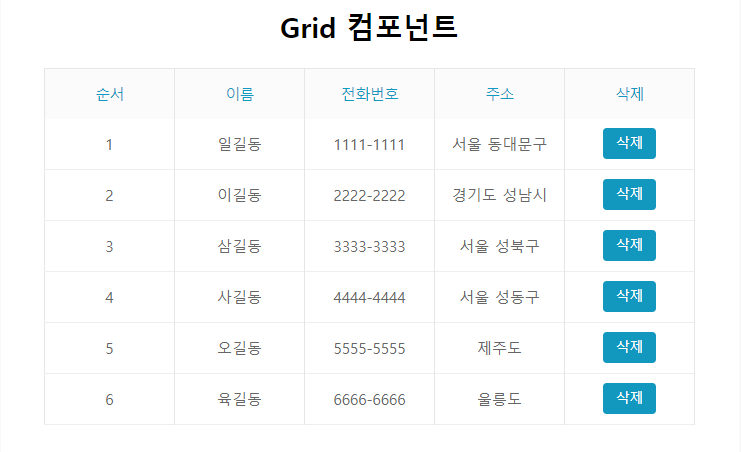 Grid 컴포넌트
순서 이름 전화번호 주소 삭제
1 일길동 1111-1111 서울 동대문구 삭제
2 이길동 2222-2222 경기도 성남시 삭제
3 삼길동 3333-3333 서울 성북구 삭제
4 사길동 4444-4444 서울 성동구 삭제
5 오길동 5555-5555 제주도 삭제
6 육길동 6666-6666 울릉도 삭제